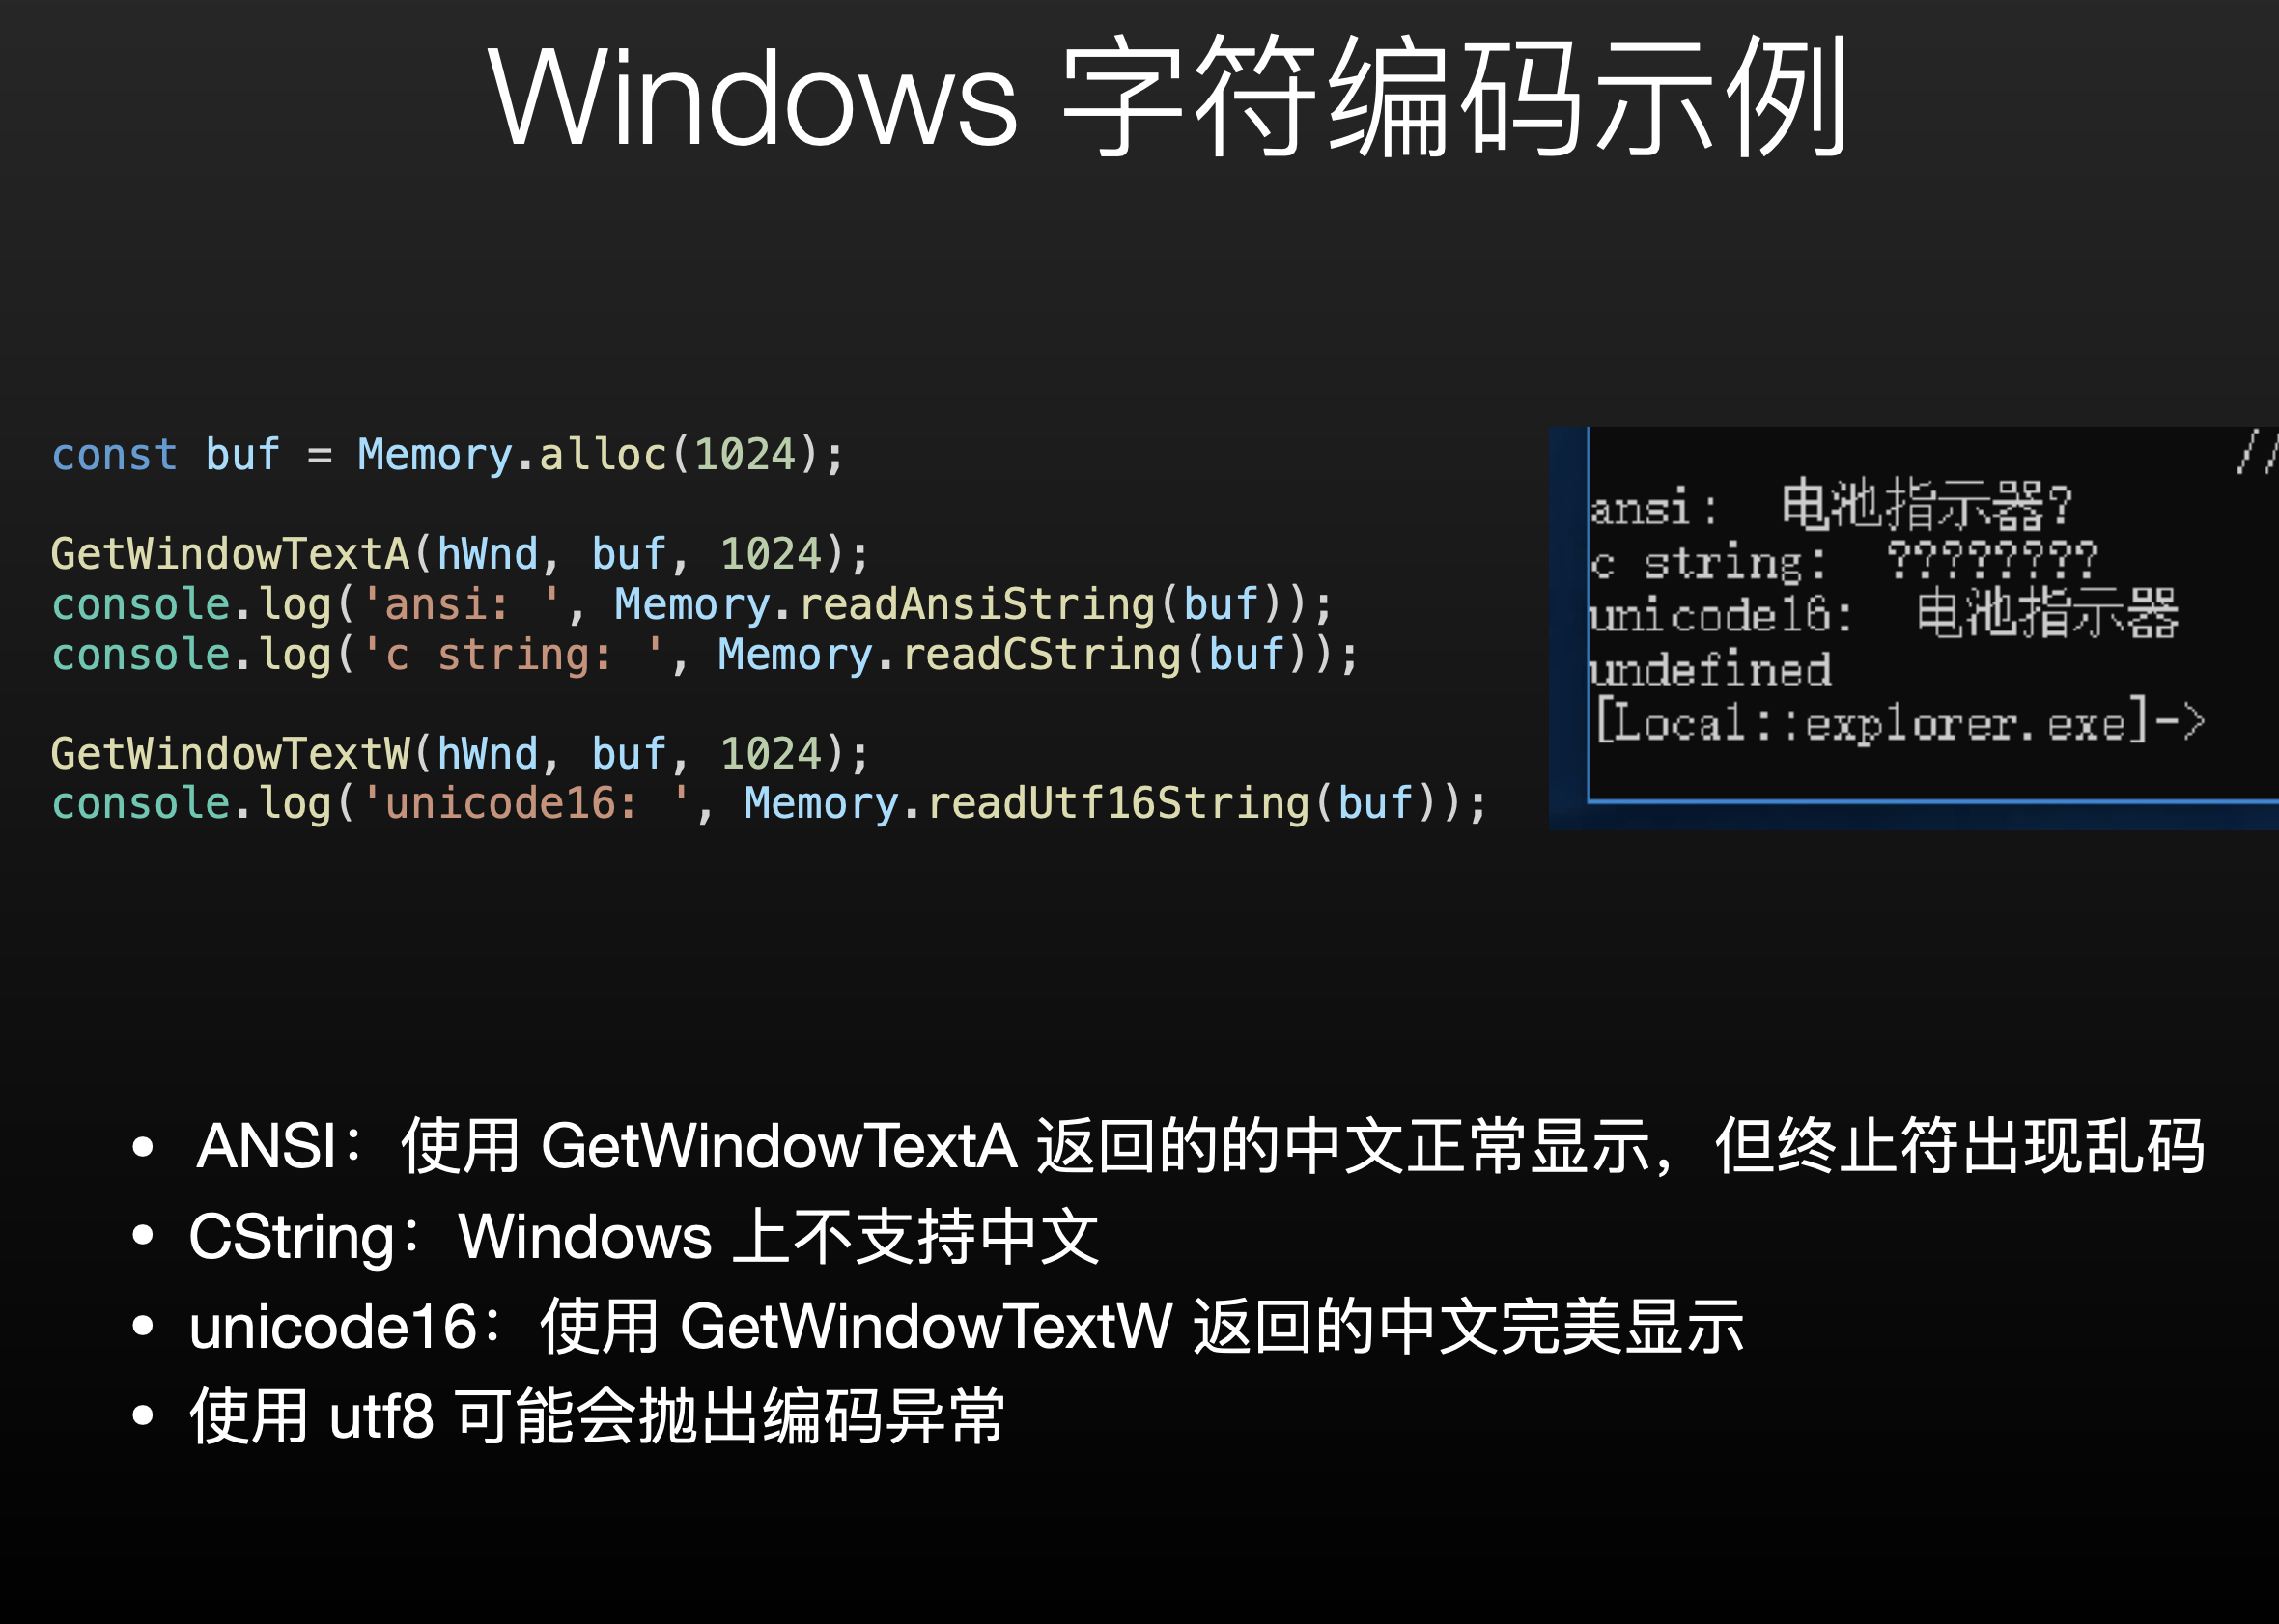 Windows 字符编码示例
const buf = Memory.alloc(1024);
GetWindowTextA(hWnd, buf, 1024);
console.log('ansi: ', Memory.readAnsiString(buf));
console.log('c string: ', Memory.readCString(buf));
GetWindowTextW(hWnd, buf, 1024);
console.log('unicode16: ', Memory.readUtf16String(buf));
//
ansi:  电池指示器?
c string:  ????????
unicode16:  电池指示器
undefined
[Local::explorer.exe]->
• ANSI：使用 GetWindowTextA 返回的的中文正常显示，但终止符出现乱码
• CString：Windows 上不支持中文
• unicode16：使用 GetWindowTextW 返回的中文完美显示
• 使用 utf8 可能会抛出编码异常